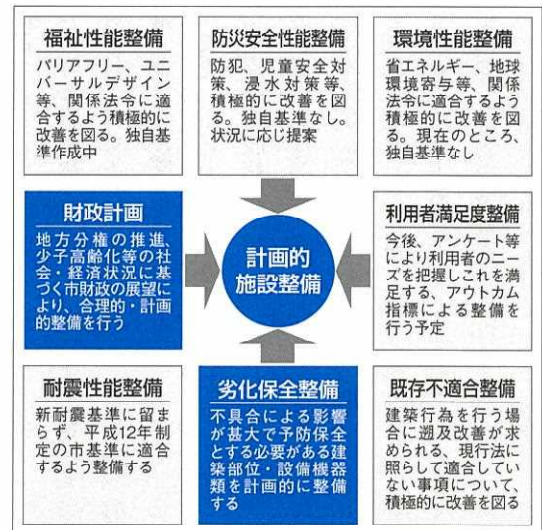 福祉性能整備
バリアフリー、ユニ
バーサルデザイン
等、関係法令に適
合するよう積極的に
改善を図る。独自基
準作成中
防災安全性能整備
防犯、児童安全対
策、浸水対策等、
積極的に改善を図
る。独自基準なし。
状況に応じ提案
環境性能整備
省エネルギー、地球
環境寄与等、関係
法令に適合するよう
積極的に改善を図
る。現在のところ、
独自基準なし
財政計画
地方分権の推進、
少子高齢化等の社
会・経済状況に基
づく市財政の展望に
より、合理的・計画
的整備を行う
計画的
施設整備
利用者満足度整備
今後、アンケート等
により利用者のニー
ズを把握しこれを満
足する、アウトカム
指標による整備を
行う予定
耐震性能整備
新耐震基準に留ま
らず、平成12年制
定の市基準に適合
するよう整備する
劣化保全整備
不具合による影響
が甚大で予防保全
とする必要がある建
築部位・設備機器
類を計画的に整備
する
既存不適合整備
建築行為を行う場
合に遡及改善が求
められる、現行法に
照らして適合してい
ない事項について、
積極的に改善を図る